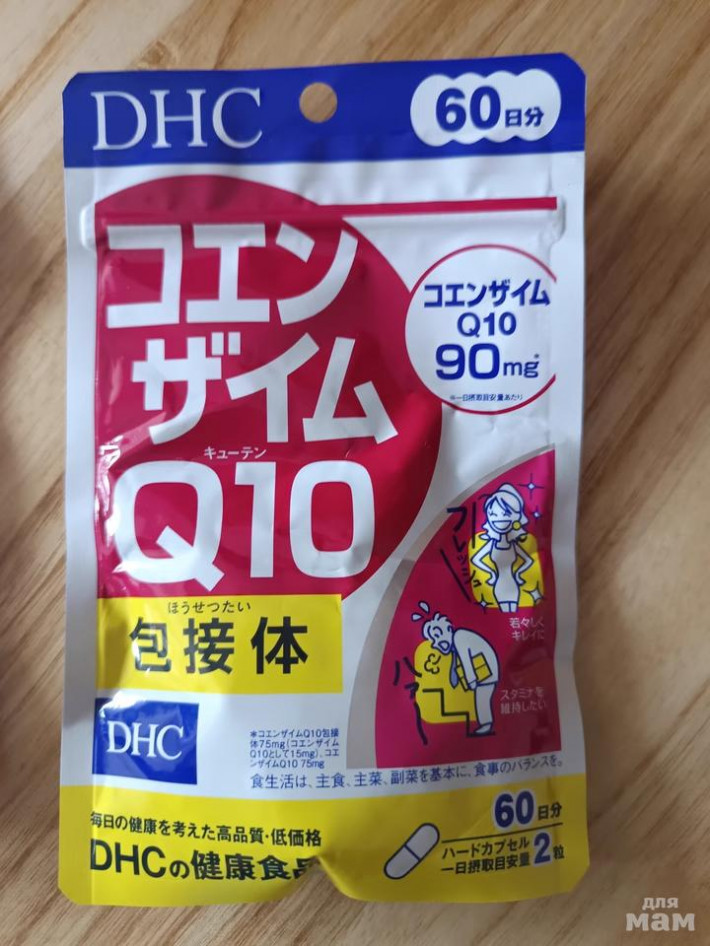 DHC
60日分
コエン
ザイム
キューテン
Q10
コエンザイム
Q10
90mg※
※一日摂取目安量あたり
ほうせつたい
包接体
フレッシュ
若々しく
キレイに
ハァー
スタミナを
維持したい
DHC
※コエンザイムQ10包接
体75mg(コエンザイム
Q10として15mg)、コエ
ンザイムQ10 75mg
食生活は、主食、主菜、副菜を基本に、食事のバランスを。
毎日の健康を考えた高品質・低価格
DHCの健康食品
60日分
ハードカプセル
一日摂取目安量 2粒
для
мам